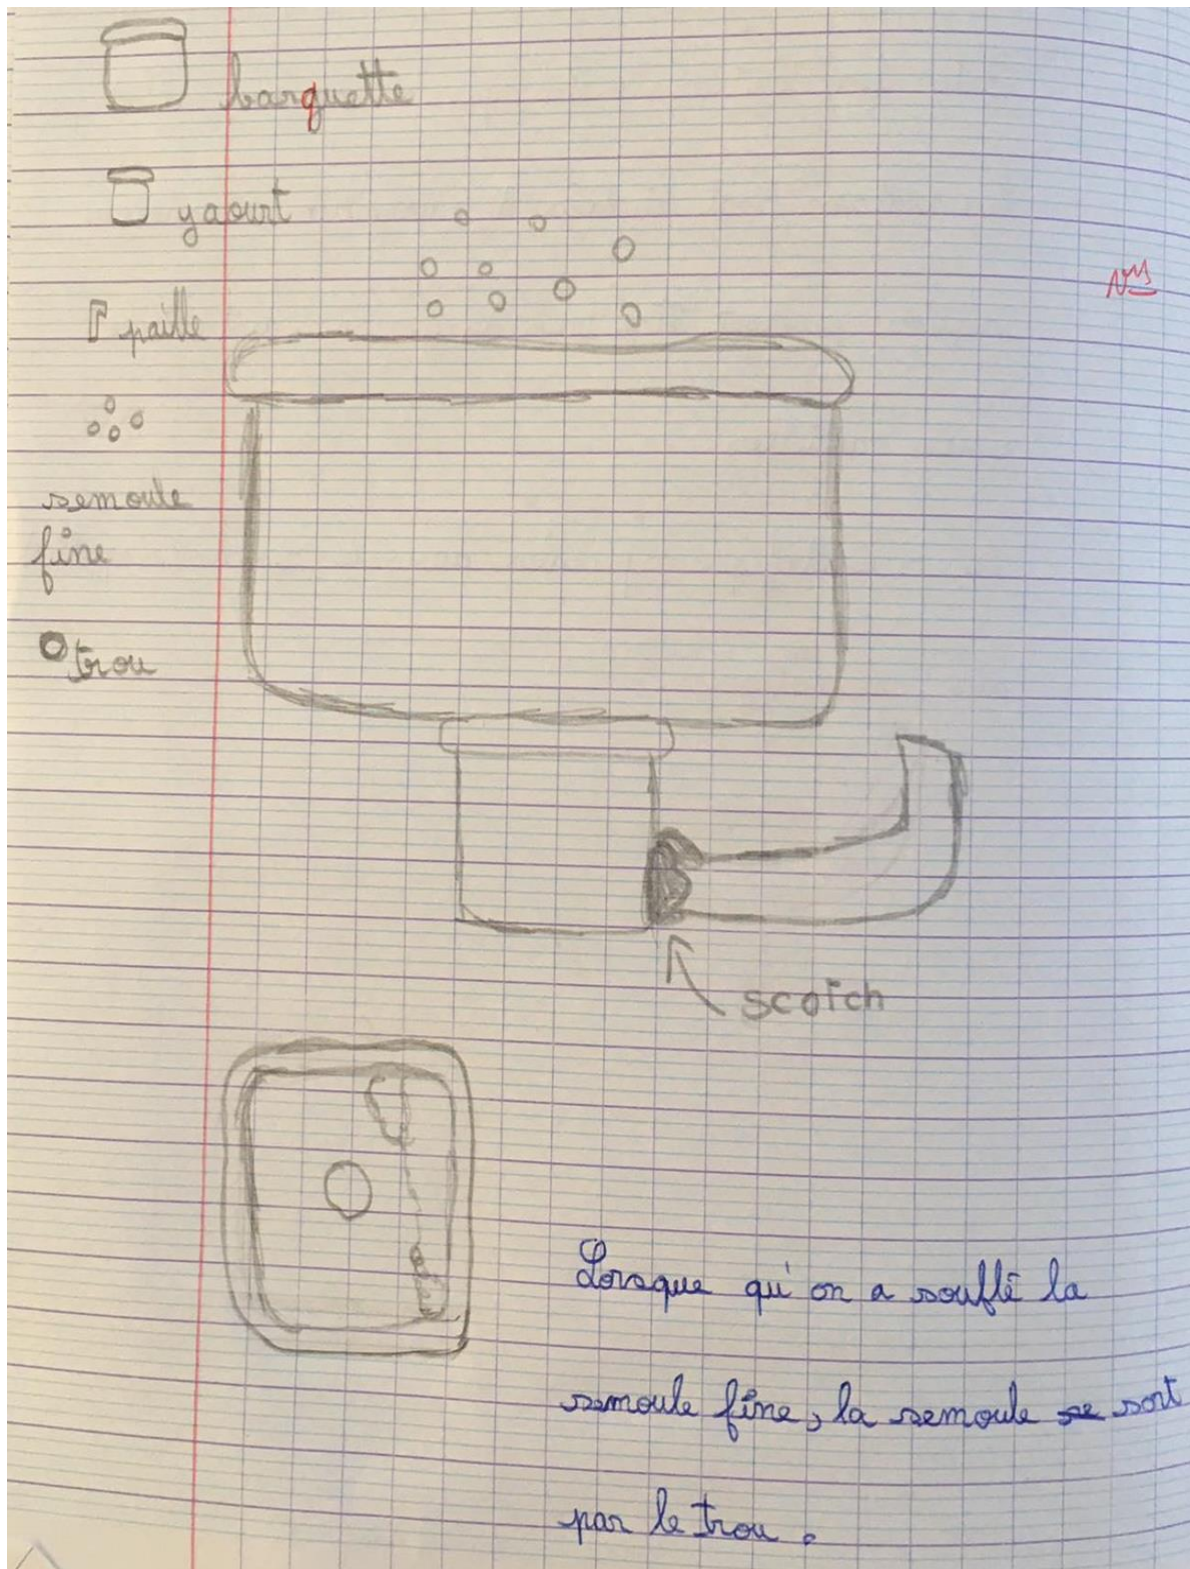 barquette
yaourt
paille
semoule
fine
trou
scotch
Lorsque qu'on a soufflé la
semoule fine, la semoule se sort
par le trou.